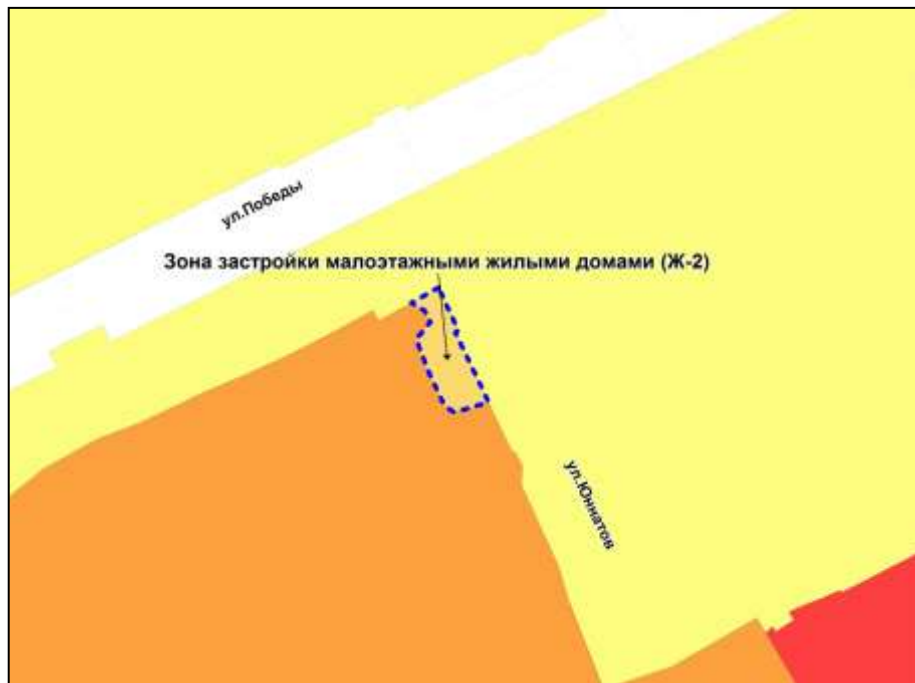 ул.Победы
Зона застройки малоэтажными жилыми домами (Ж-2)
ул.Юннатов